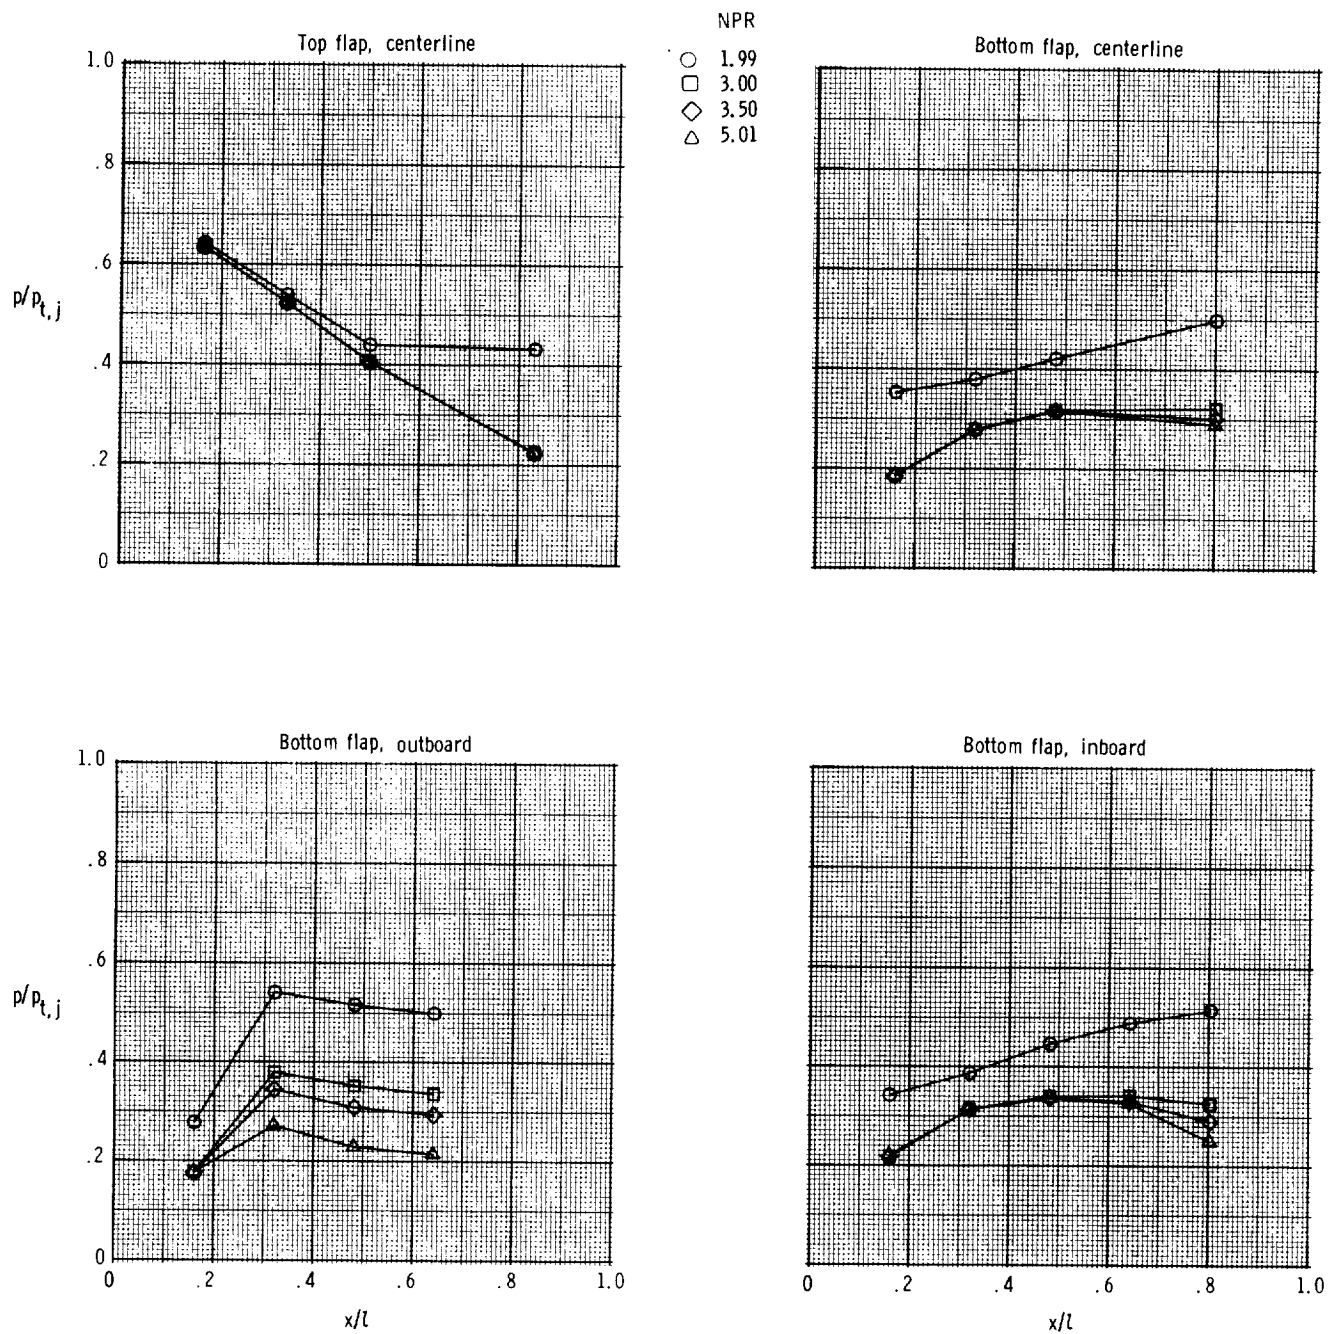 NPR
1.99
3.00
3.50
5.01
Top flap, centerline
1.0
.8
.6
.4
.2
0
p/pt,j
Bottom flap, centerline
Bottom flap, outboard
1.0
.8
.6
.4
.2
0
p/pt,j
0 .2 .4 .6 .8 1.0
x/l
Bottom flap, inboard
0 .2 .4 .6 .8 1.0
x/l